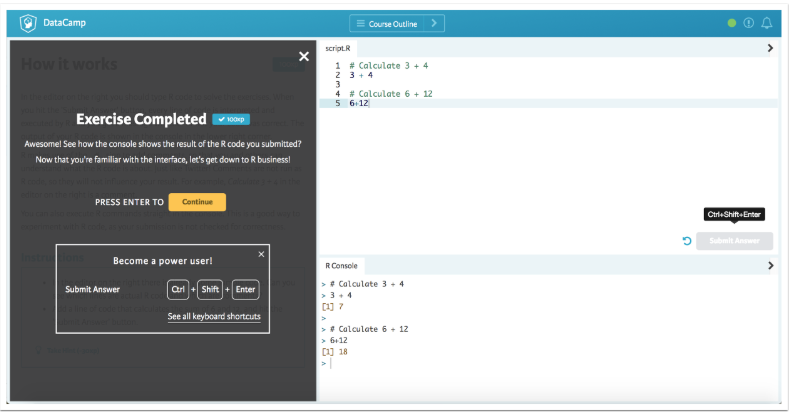 DataCamp
Course Outline
How it works
Exercise Completed ✔ 100xp
Awesome! See how the console shows the result of the R code you submitted?
Now that you're familiar with the interface, let's get down to R business!
PRESS ENTER TO Continue
Become a power user!
Submit Answer Ctrl + Shift + Enter
See all keyboard shortcuts
script.R
1 # Calculate 3 + 4
2 3 + 4
3
4 # Calculate 6 + 12
5 6+12
Ctrl+Shift+Enter
Submit Answer
R Console
> # Calculate 3 + 4
> 3 + 4
[1] 7
>
> # Calculate 6 + 12
> 6+12
[1] 18
>